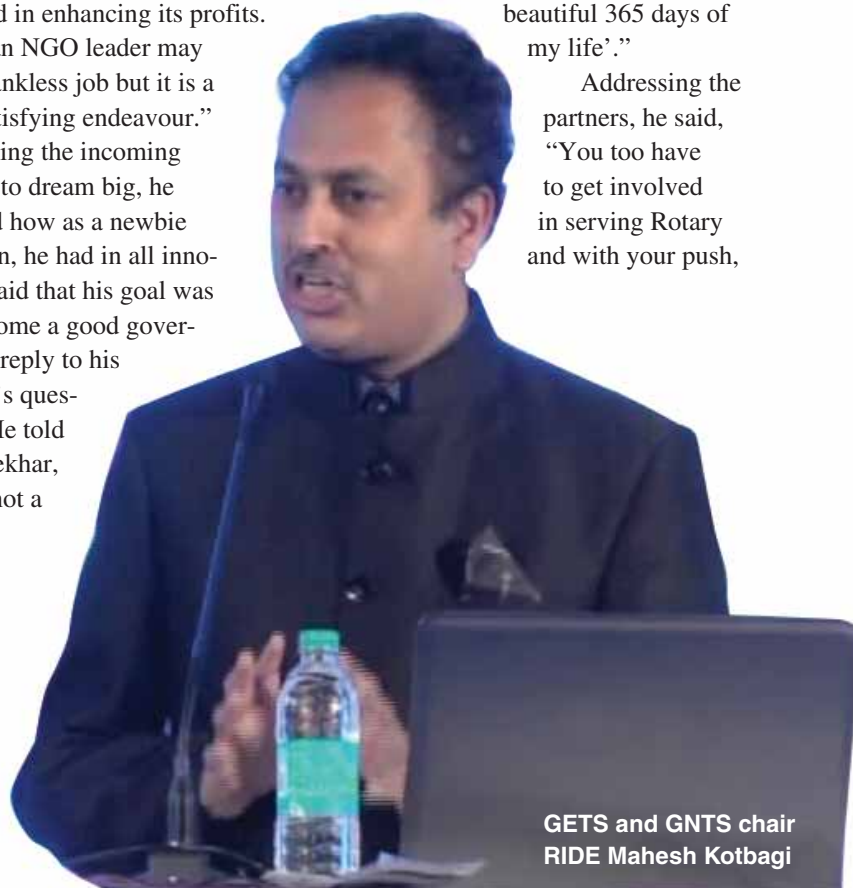 d in enhancing its profits.
an NGO leader may
ankless job but it is a
tisfying endeavour.”
ing the incoming
to dream big, he
d how as a newbie
n, he had in all inno-
aid that his goal was
ome a good gover-
reply to his
s ques-
He told
ekhar,
not a
beautiful 365 days of
my life’.”
Addressing the
partners, he said,
“You too have
to get involved
in serving Rotary
and with your push,
GETS and GNTS chair
RIDE Mahesh Kotbagi